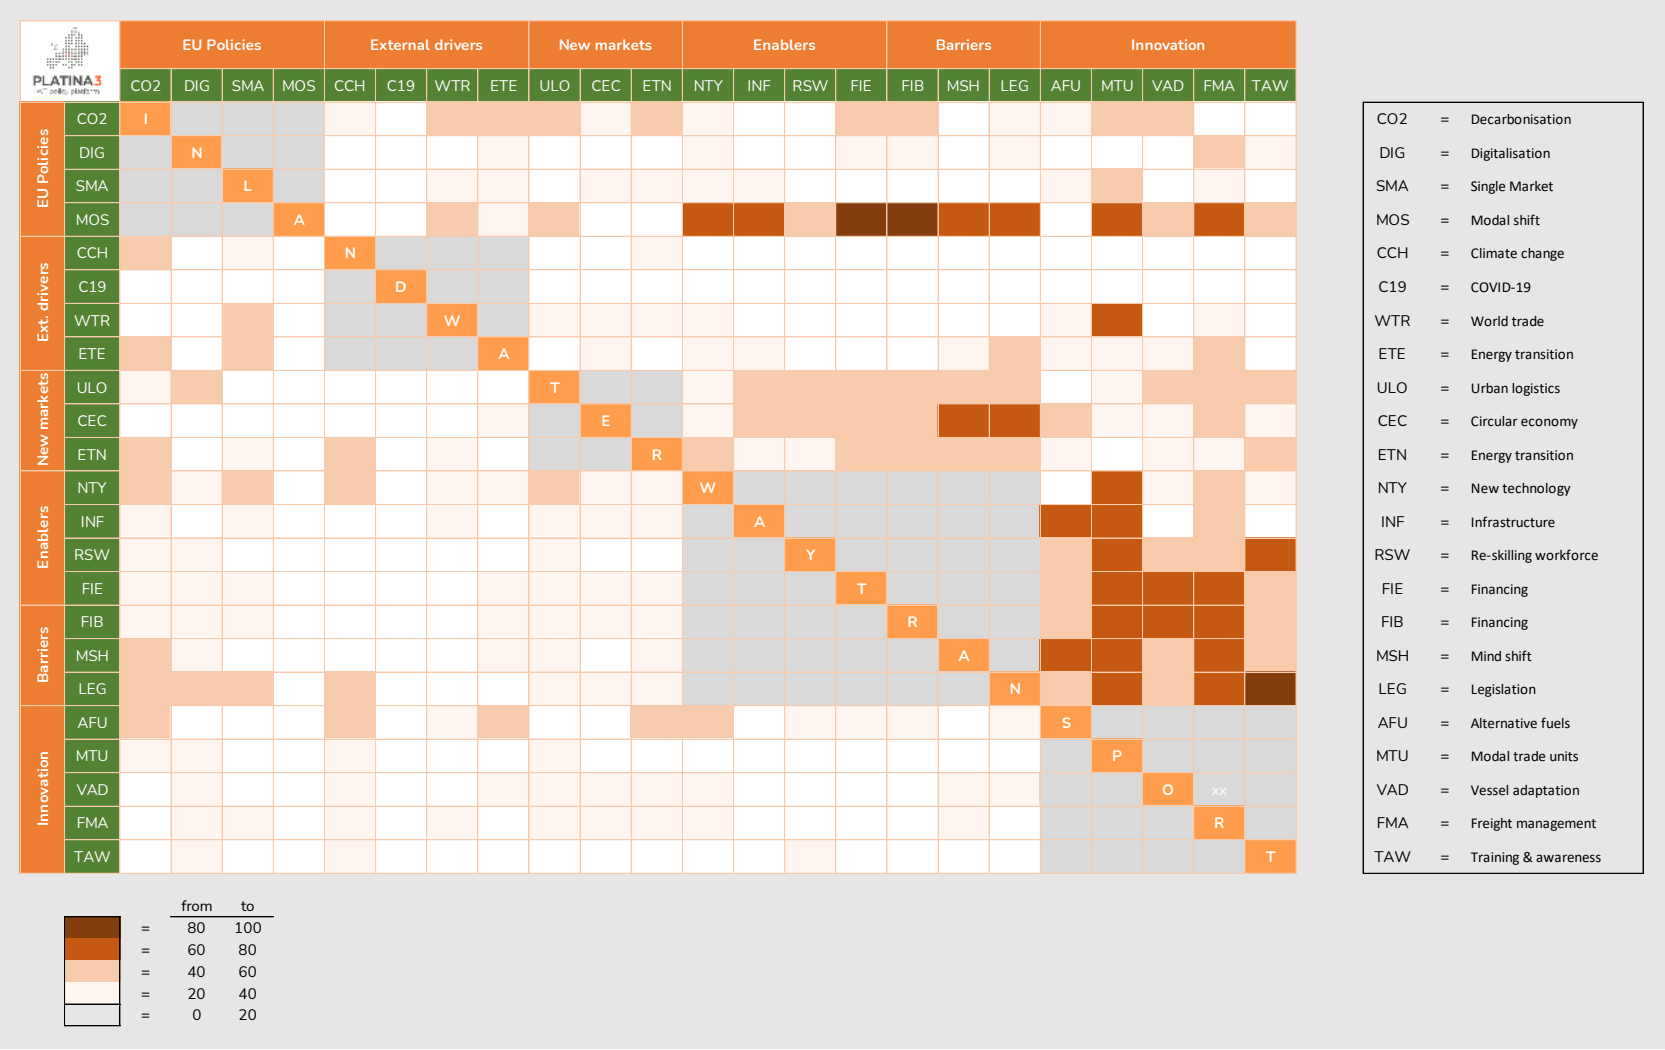 PLATINA3
IWT policy platform
EU Policies External drivers New markets Enablers Barriers Innovation
CO2 DIG SMA MOS CCH C19 WTR ETE ULO CEC ETN NTY INF RSW FIE FIB MSH LEG AFU MTU VAD FMA TAW
EU Policies
CO2 I
DIG N
SMA L
MOS A
Ext. drivers
CCH N
C19 D
WTR W
ETE A
New markets
ULO T
CEC E
ETN R
Enablers
NTY W
INF A
RSW Y
FIE T
Barriers
FIB R
MSH A
LEG N
Innovation
AFU S
MTU P
VAD O xx
FMA R
TAW T
CO2 = Decarbonisation
DIG = Digitalisation
SMA = Single Market
MOS = Modal shift
CCH = Climate change
C19 = COVID-19
WTR = World trade
ETE = Energy transition
ULO = Urban logistics
CEC = Circular economy
ETN = Energy transition
NTY = New technology
INF = Infrastructure
RSW = Re-skilling workforce
FIE = Financing
FIB = Financing
MSH = Mind shift
LEG = Legislation
AFU = Alternative fuels
MTU = Modal trade units
VAD = Vessel adaptation
FMA = Freight management
TAW = Training & awareness
from to
= 80 100
= 60 80
= 40 60
= 20 40
= 0 20